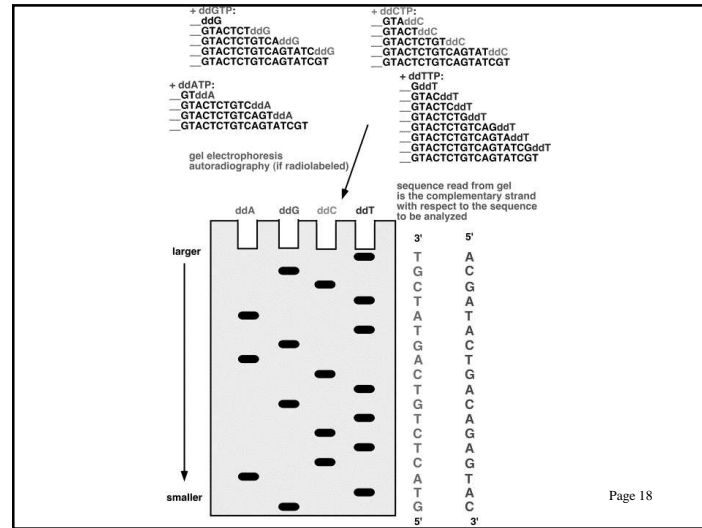 + ddGTP:
__ddG
__GTACTCTddG
__GTACTCTGTCAddG
__GTACTCTGTCAGTATCddG
__GTACTCTGTCAGTATCGT
+ ddCTP:
__GTAddC
__GTACTddC
__GTACTCTGTddC
__GTACTCTGTCAGTATddC
__GTACTCTGTCAGTATCGT
+ ddATP:
__GTddA
__GTACTCTGTCddA
__GTACTCTGTCAGTddA
__GTACTCTGTCAGTATCGT
+ ddTTP:
__GddT
__GTACddT
__GTACTCddT
__GTACTCTGddT
__GTACTCTGTCAGddT
__GTACTCTGTCAGTAddT
__GTACTCTGTCAGTATCGddT
__GTACTCTGTCAGTATCGT
gel electrophoresis
autoradiography (if radiolabeled)
sequence read from gel
is the complementary strand
with respect to the sequence
to be analyzed
ddA ddG ddC ddT
3' 5'
larger
T A
G C
C G
T A
A T
T A
G C
A T
C G
T A
G C
T A
C G
T A
C G
A T
T A
G C
smaller
5' 3'
Page 18